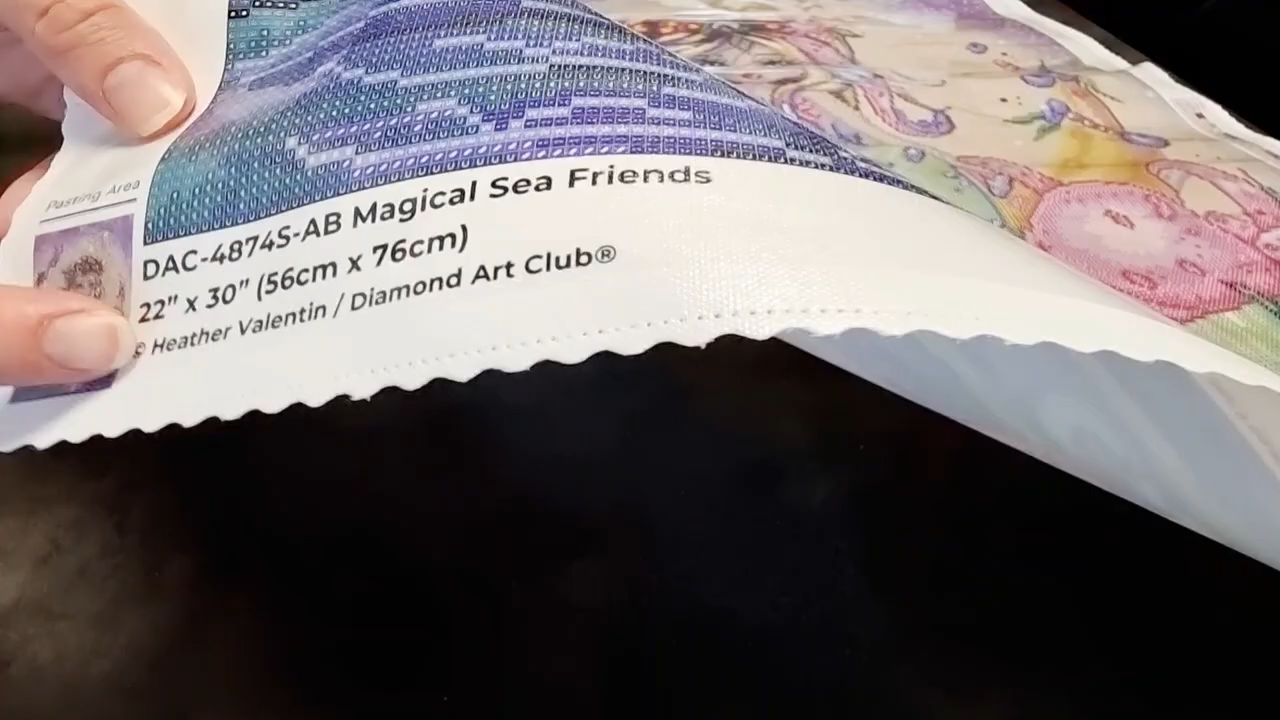 Pasting Area
DAC-4874S-AB Magical Sea Friends
22" x 30" (56cm x 76cm)
© Heather Valentin / Diamond Art Club®